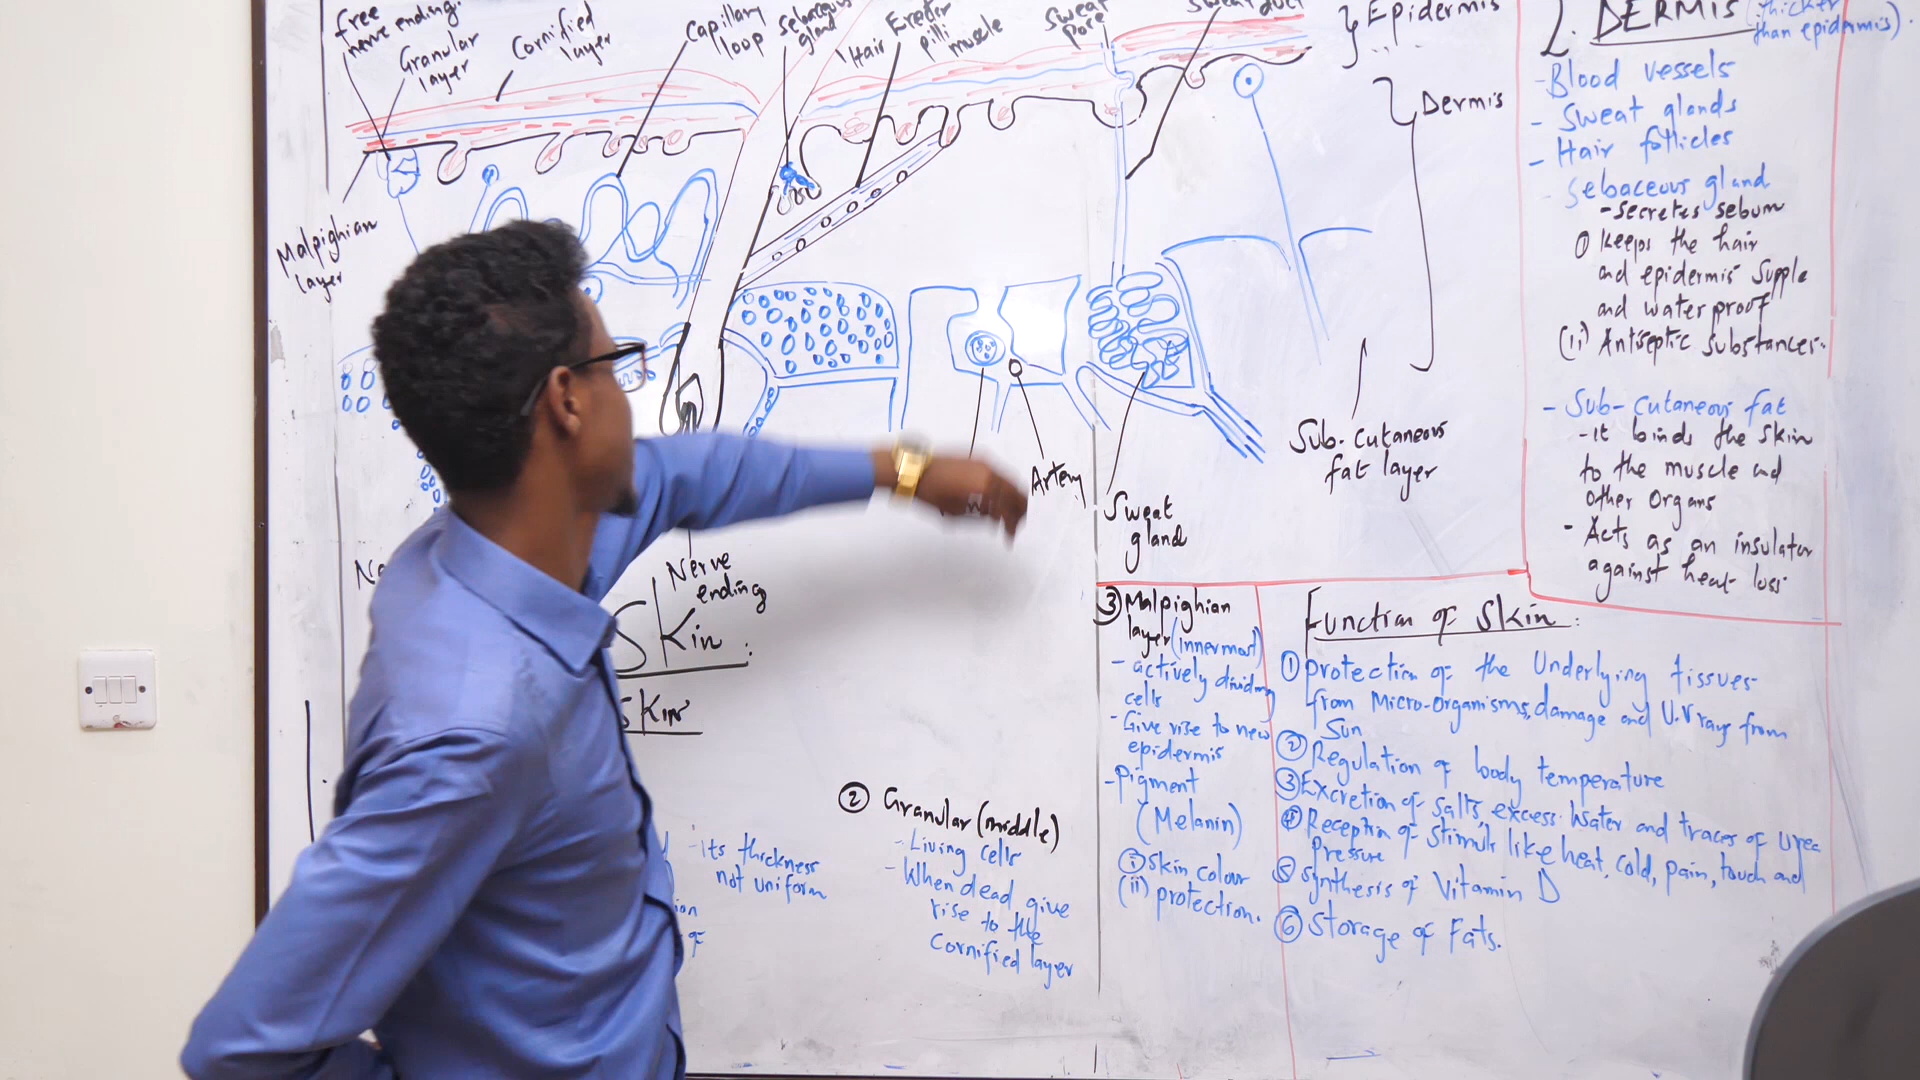 free
nerve ending.
Granular
layer
Cornified
layer
Capillary
loop
Sebaceous
gland
Hair
Erector
pilli
muscle
Sweat
pore
Sweat duct
Epidermis
Dermis
Malpighian
layer
Artery
Sweat
gland
Sub-cutaneous
fat layer
Nerve
ending
Skin:
Skin
- Its thickness
not uniform
② Granular (middle)
- Living cells
- When dead give
rise to the
Cornified layer
③ Malpighian
layer (innermost)
- actively dividing
cells
- Give rise to new
epidermis
- Pigment
(Melanin)
(i) Skin colour
(ii) protection.
2. DERMIS (thicker
than epidermis).
- Blood vessels
- Sweat glands
- Hair follicles
- Sebaceous gland
- Secretes sebum
(i) Keeps the hair
and epidermis supple
and waterproof
(ii) Antiseptic substances.
- Sub-cutaneous fat
- it binds the skin
to the muscle and
other organs
- Acts as an insulator
against heat loss
Function of Skin:
① protection of the Underlying tissues
from Micro-organisms, damage and U.V rays from
Sun
② Regulation of body temperature
③ Excretion of salts, excess water and traces of urea
④ Reception of stimuli like heat, cold, pain, touch and
pressure
⑤ Synthesis of Vitamin D
⑥ Storage of Fats.